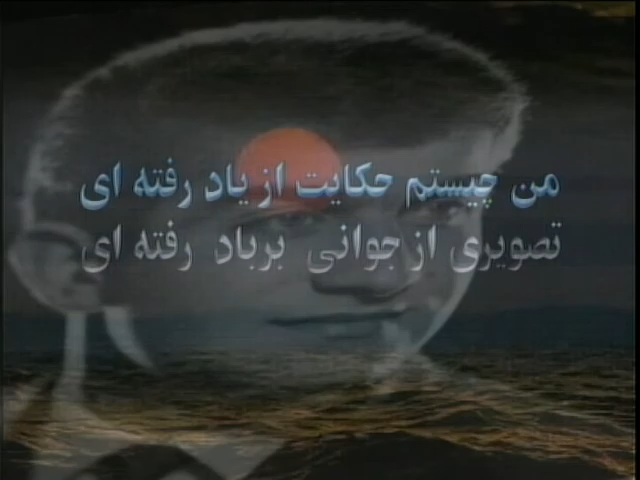 من چیستم حکایت از یاد رفته ای
تصویری از جوانی برباد رفته ای